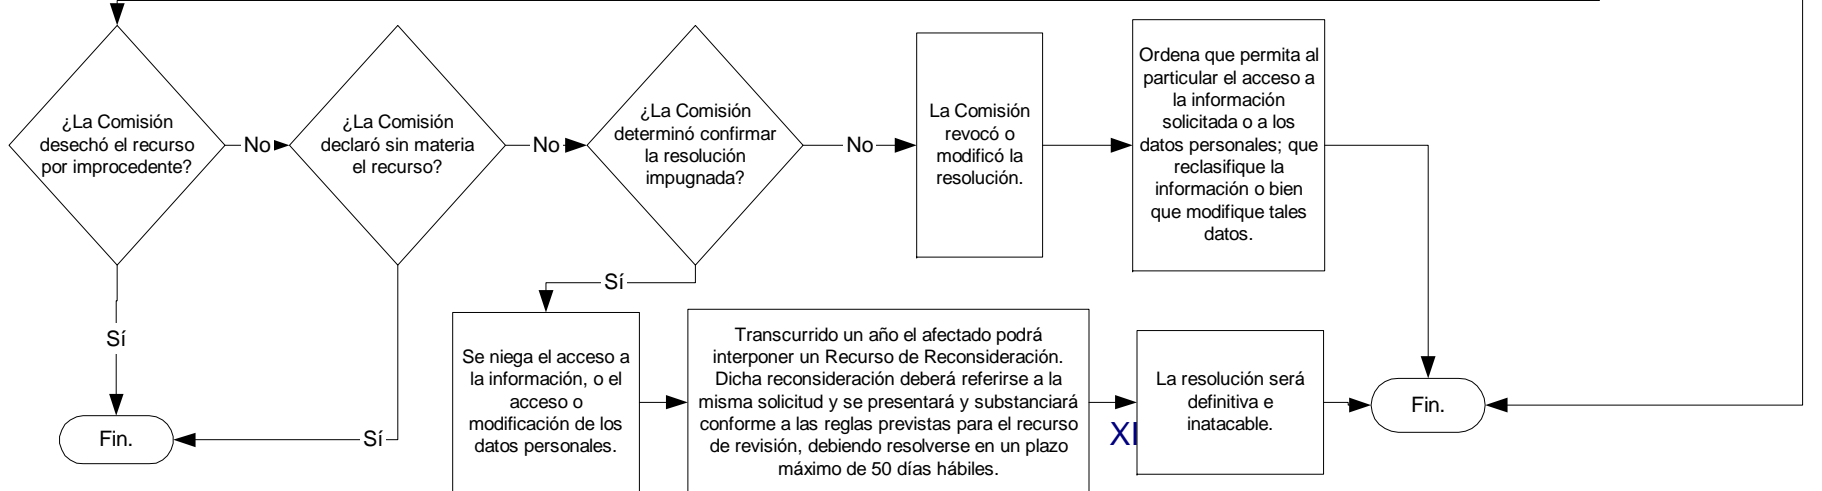 ¿La Comisión
desechó el recurso
por improcedente?
No
¿La Comisión
declaró sin materia
el recurso?
No
¿La Comisión
determinó confirmar
la resolución
impugnada?
No
La Comisión
revocó o
modificó la
resolución.
Ordena que permita al
particular el acceso a
la información
solicitada o a los
datos personales; que
reclasifique la
información o bien
que modifique tales
datos.
Sí
Sí
Sí
Fin.
Se niega el acceso a
la información, o el
acceso o
modificación de los
datos personales.
Transcurrido un año el afectado podrá
interponer un Recurso de Reconsideración.
Dicha reconsideración deberá referirse a la
misma solicitud y se presentará y substanciará
conforme a las reglas previstas para el recurso
de revisión, debiendo resolverse en un plazo
máximo de 50 días hábiles.
XI
La resolución será
definitiva e
inatacable.
Fin.